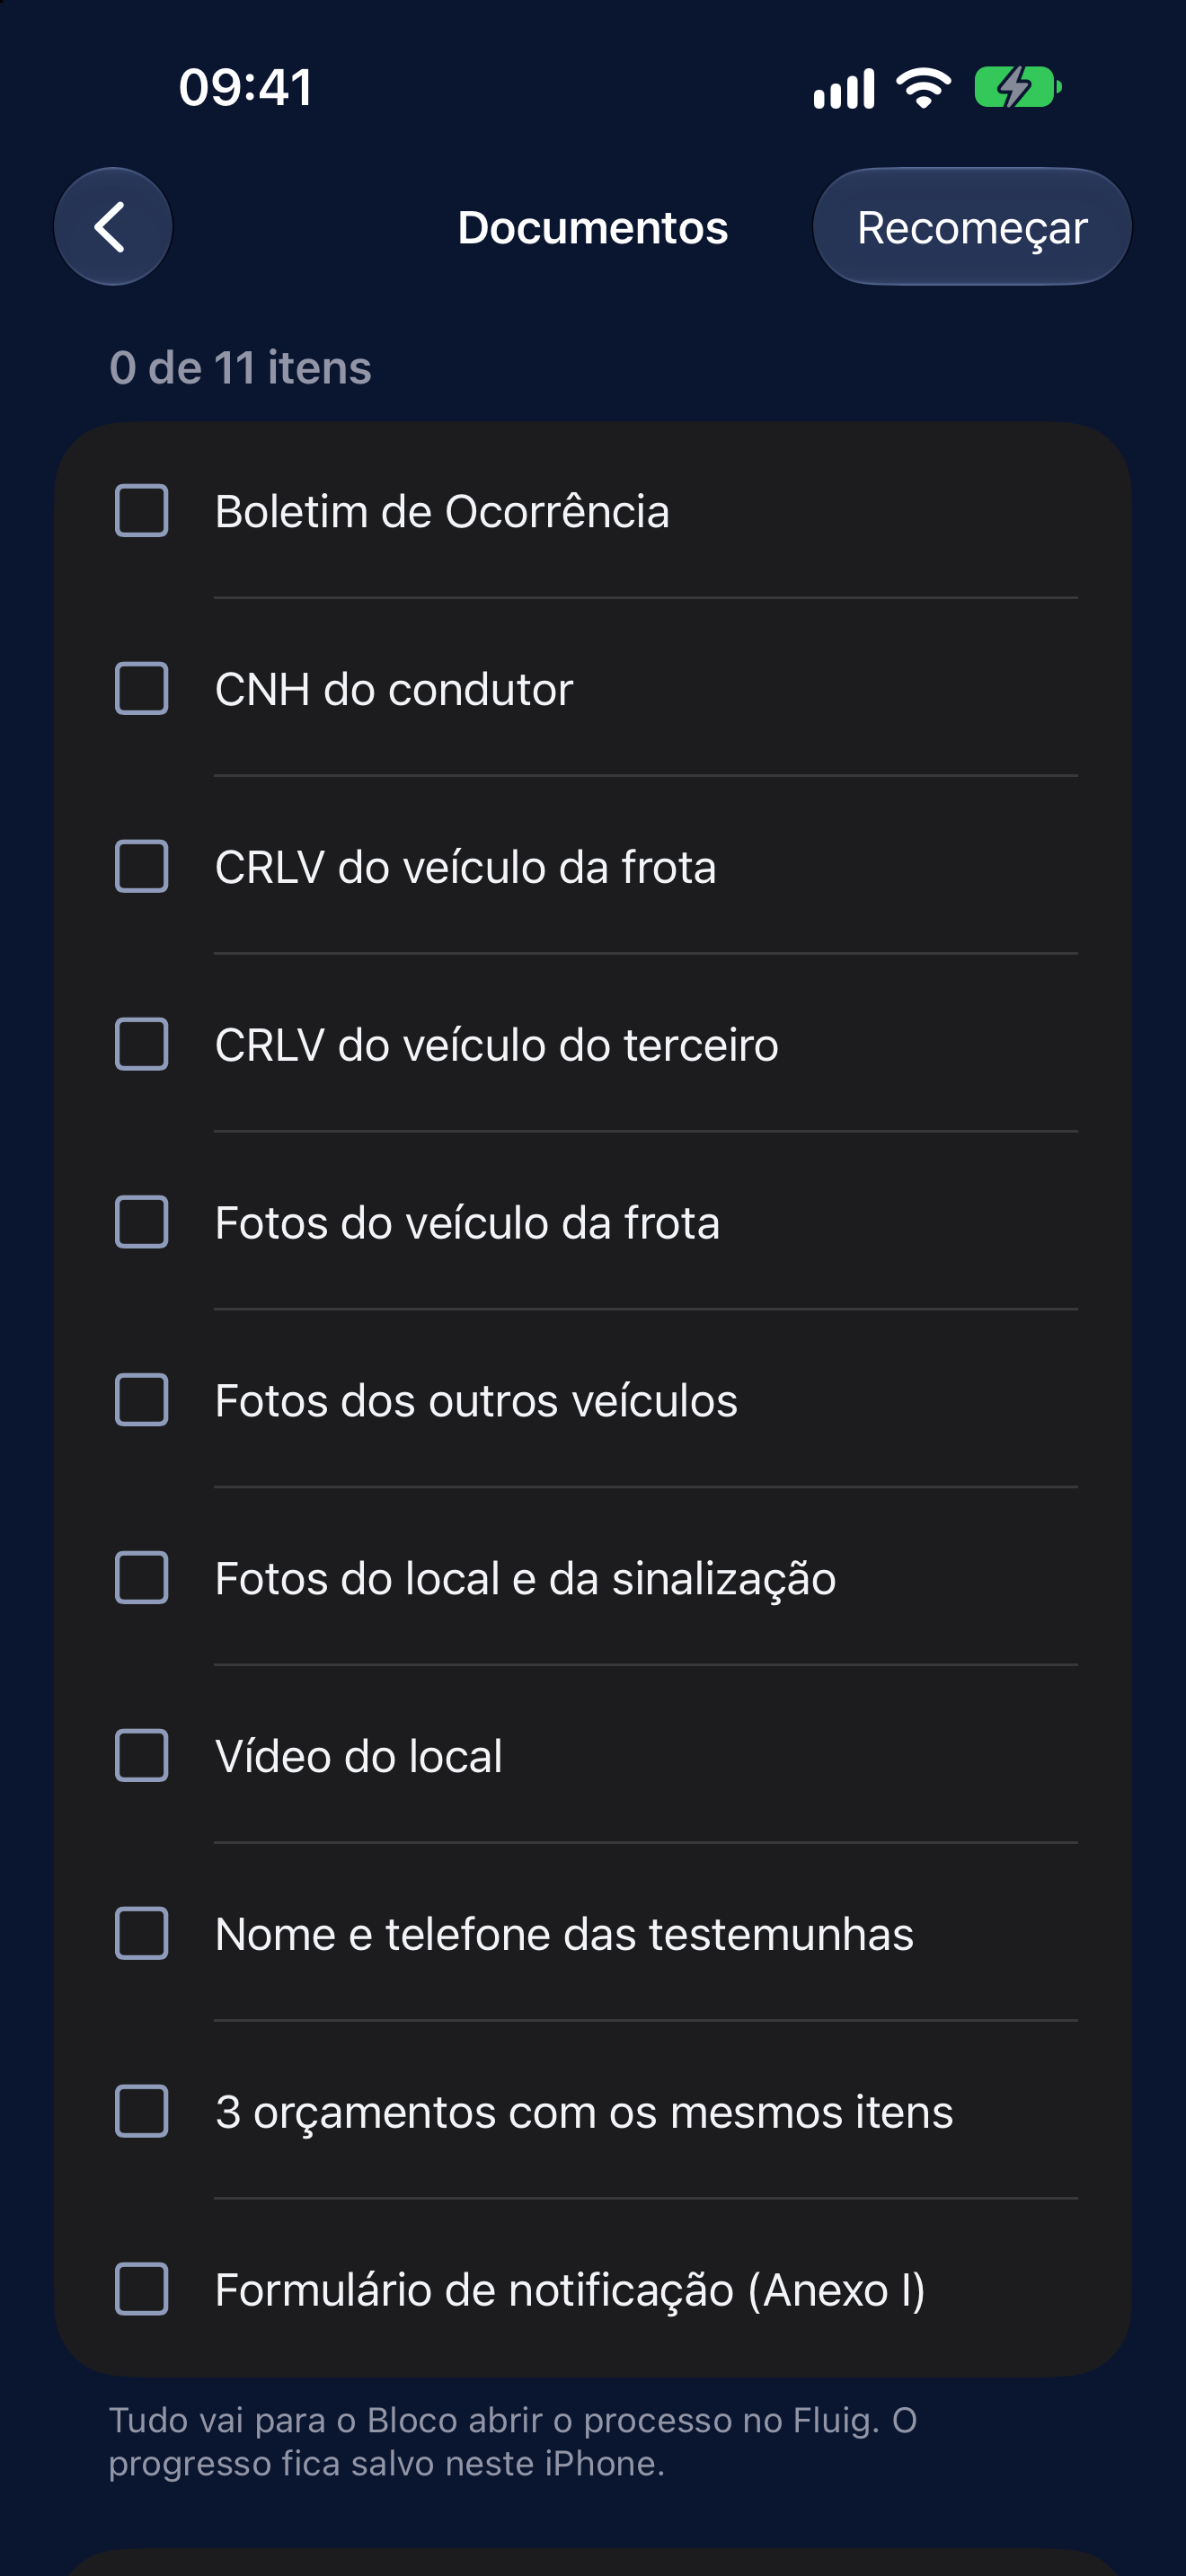 09:41
Documentos
Recomeçar
0 de 11 itens
Boletim de Ocorrência
CNH do condutor
CRLV do veículo da frota
CRLV do veículo do terceiro
Fotos do veículo da frota
Fotos dos outros veículos
Fotos do local e da sinalização
Vídeo do local
Nome e telefone das testemunhas
3 orçamentos com os mesmos itens
Formulário de notificação (Anexo I)
Tudo vai para o Bloco abrir o processo no Fluig. O
progresso fica salvo neste iPhone.